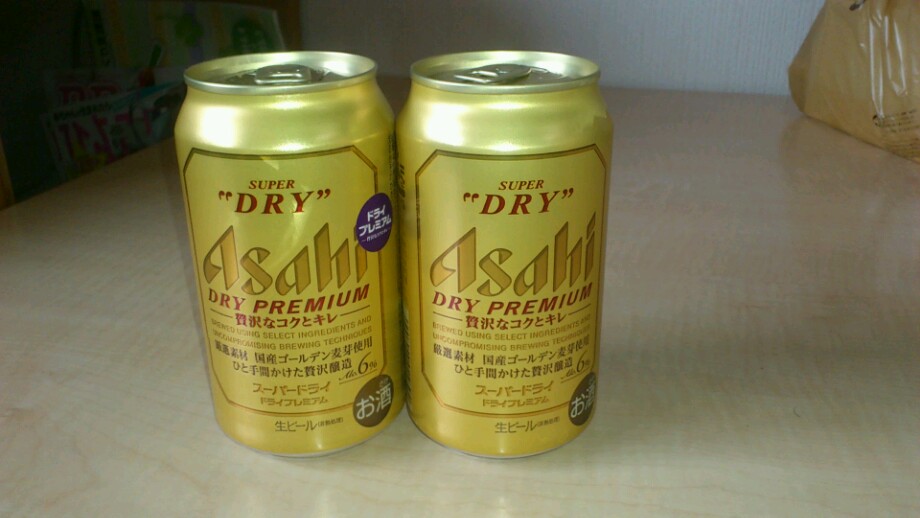 SUPER
"DRY"
Asahi
DRY PREMIUM
贅沢なコクとキレ
BREWED USING SELECT INGREDIENTS AND
UNCOMPROMISING BREWING TECHNIQUES
厳選素材 国産ゴールデン麦芽使用
ひと手間かけた贅沢醸造
Alc.6%
スーパードライ
ドライプレミアム
お酒
生ビール
ドライ
プレミアム
SUPER
"DRY"
Asahi
DRY PREMIUM
贅沢なコクとキレ
BREWED USING SELECT INGREDIENTS AND
UNCOMPROMISING BREWING TECHNIQUES
厳選素材 国産ゴールデン麦芽使用
ひと手間かけた贅沢醸造
Alc.6%
スーパードライ
ドライプレミアム
お酒
生ビール